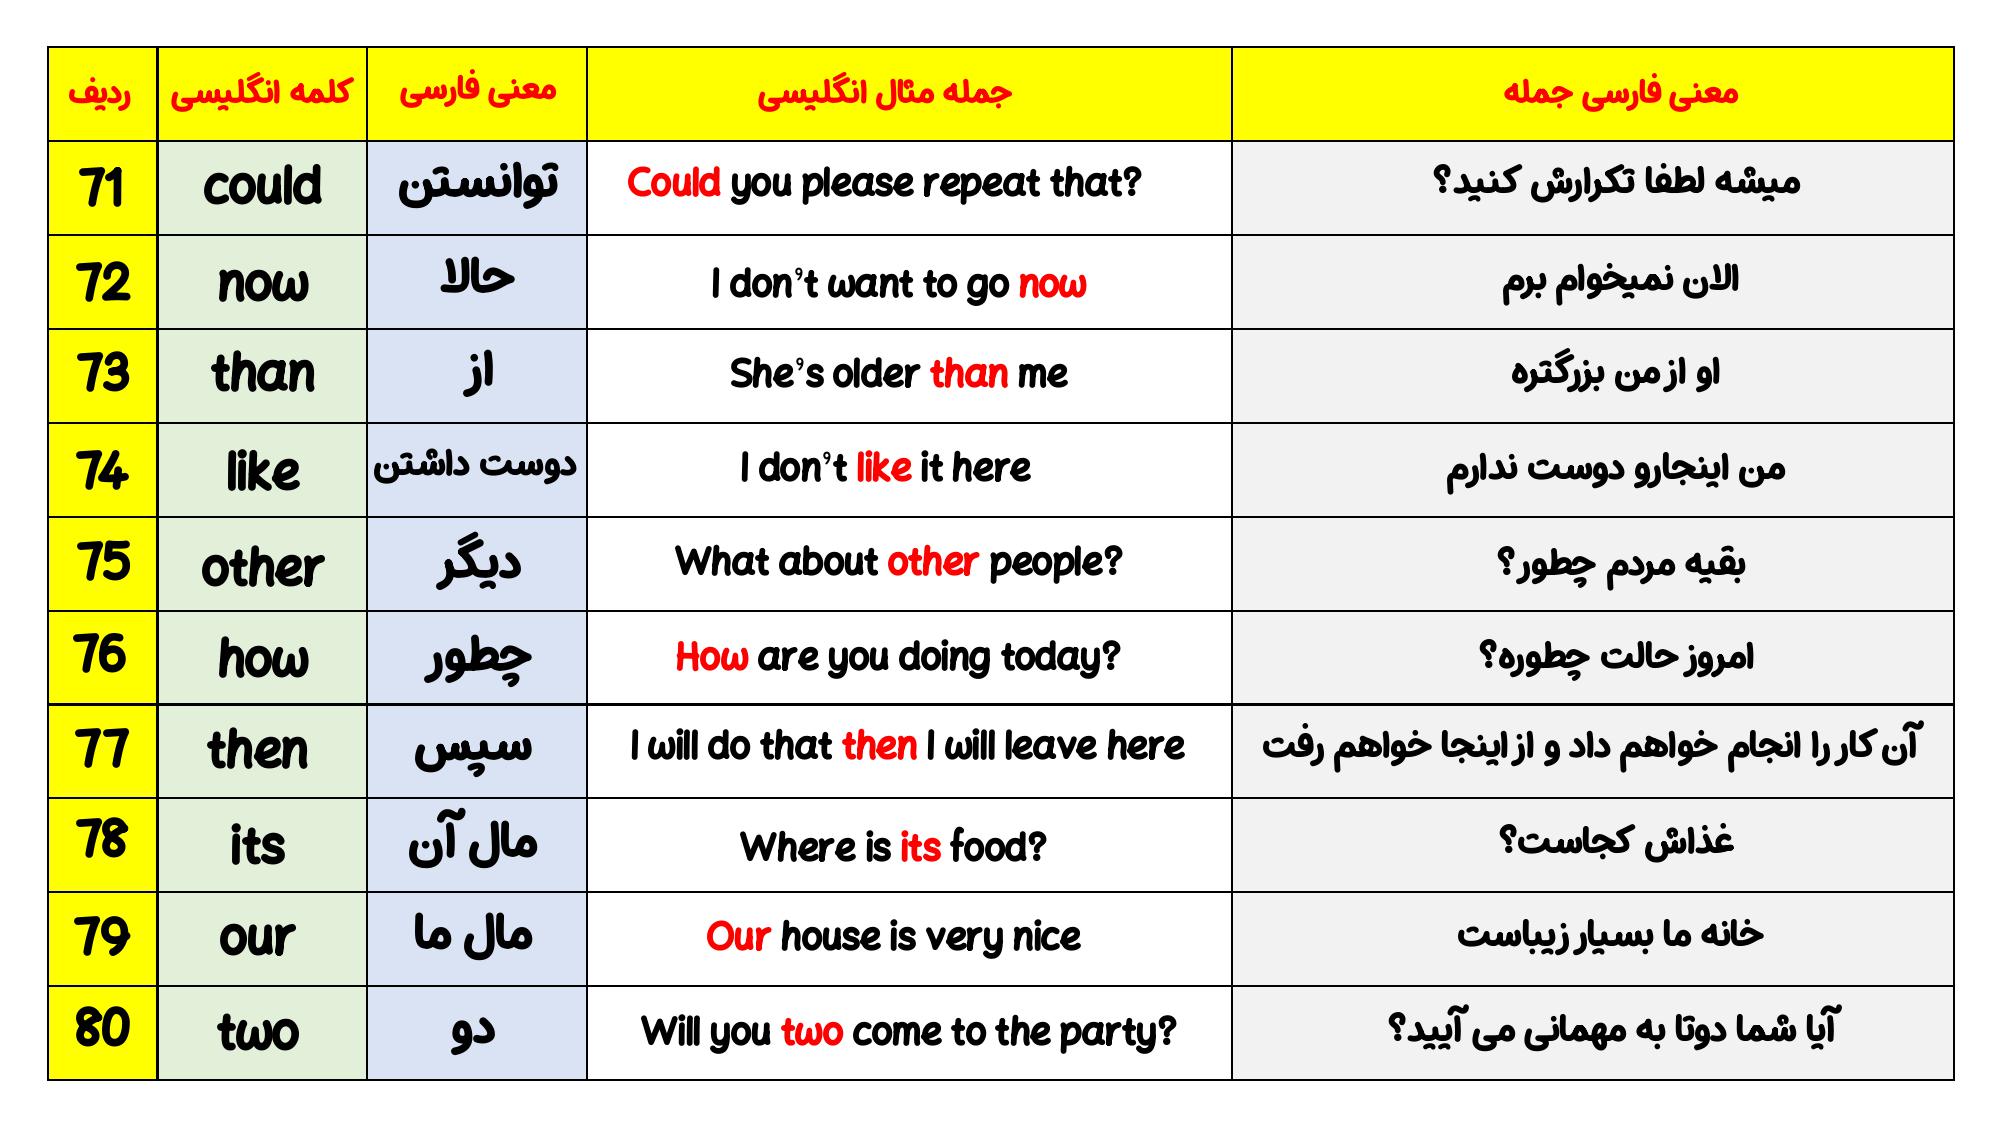 ردیف کلمه انگلیسی معنی فارسی جمله مثال انگلیسی معنی فارسی جمله
71 could توانستن Could you please repeat that? میشه لطفا تکرارش کنید؟
72 now حالا I don't want to go now الان نمیخوام برم
73 than از She's older than me او از من بزرگتره
74 like دوست داشتن I don't like it here من اینجارو دوست ندارم
75 other دیگر What about other people? بقیه مردم چطور؟
76 how چطور How are you doing today? امروز حالت چطوره؟
77 then سپس I will do that then I will leave here آن کار را انجام خواهم داد و از اینجا خواهم رفت
78 its مال آن Where is its food? غذاش کجاست؟
79 our مال ما Our house is very nice خانه ما بسیار زیباست
80 two دو Will you two come to the party? آیا شما دوتا به مهمانی می آیید؟